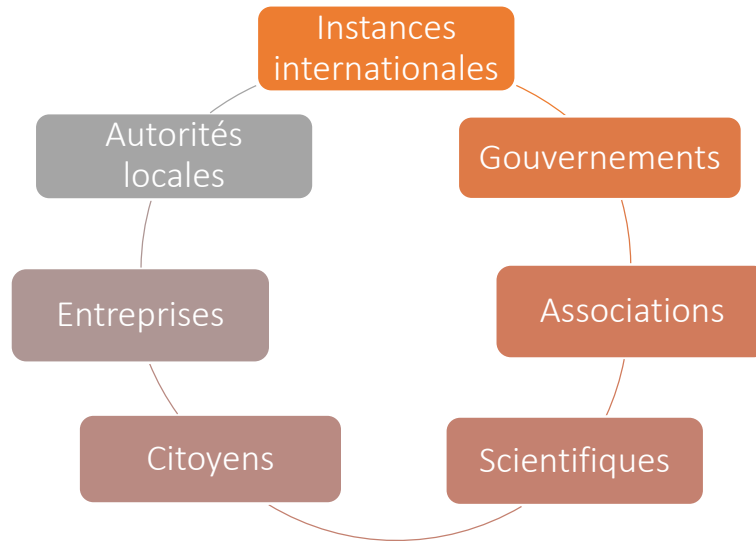 Instances
internationales
Autorités
locales
Gouvernements
Entreprises
Associations
Citoyens
Scientifiques